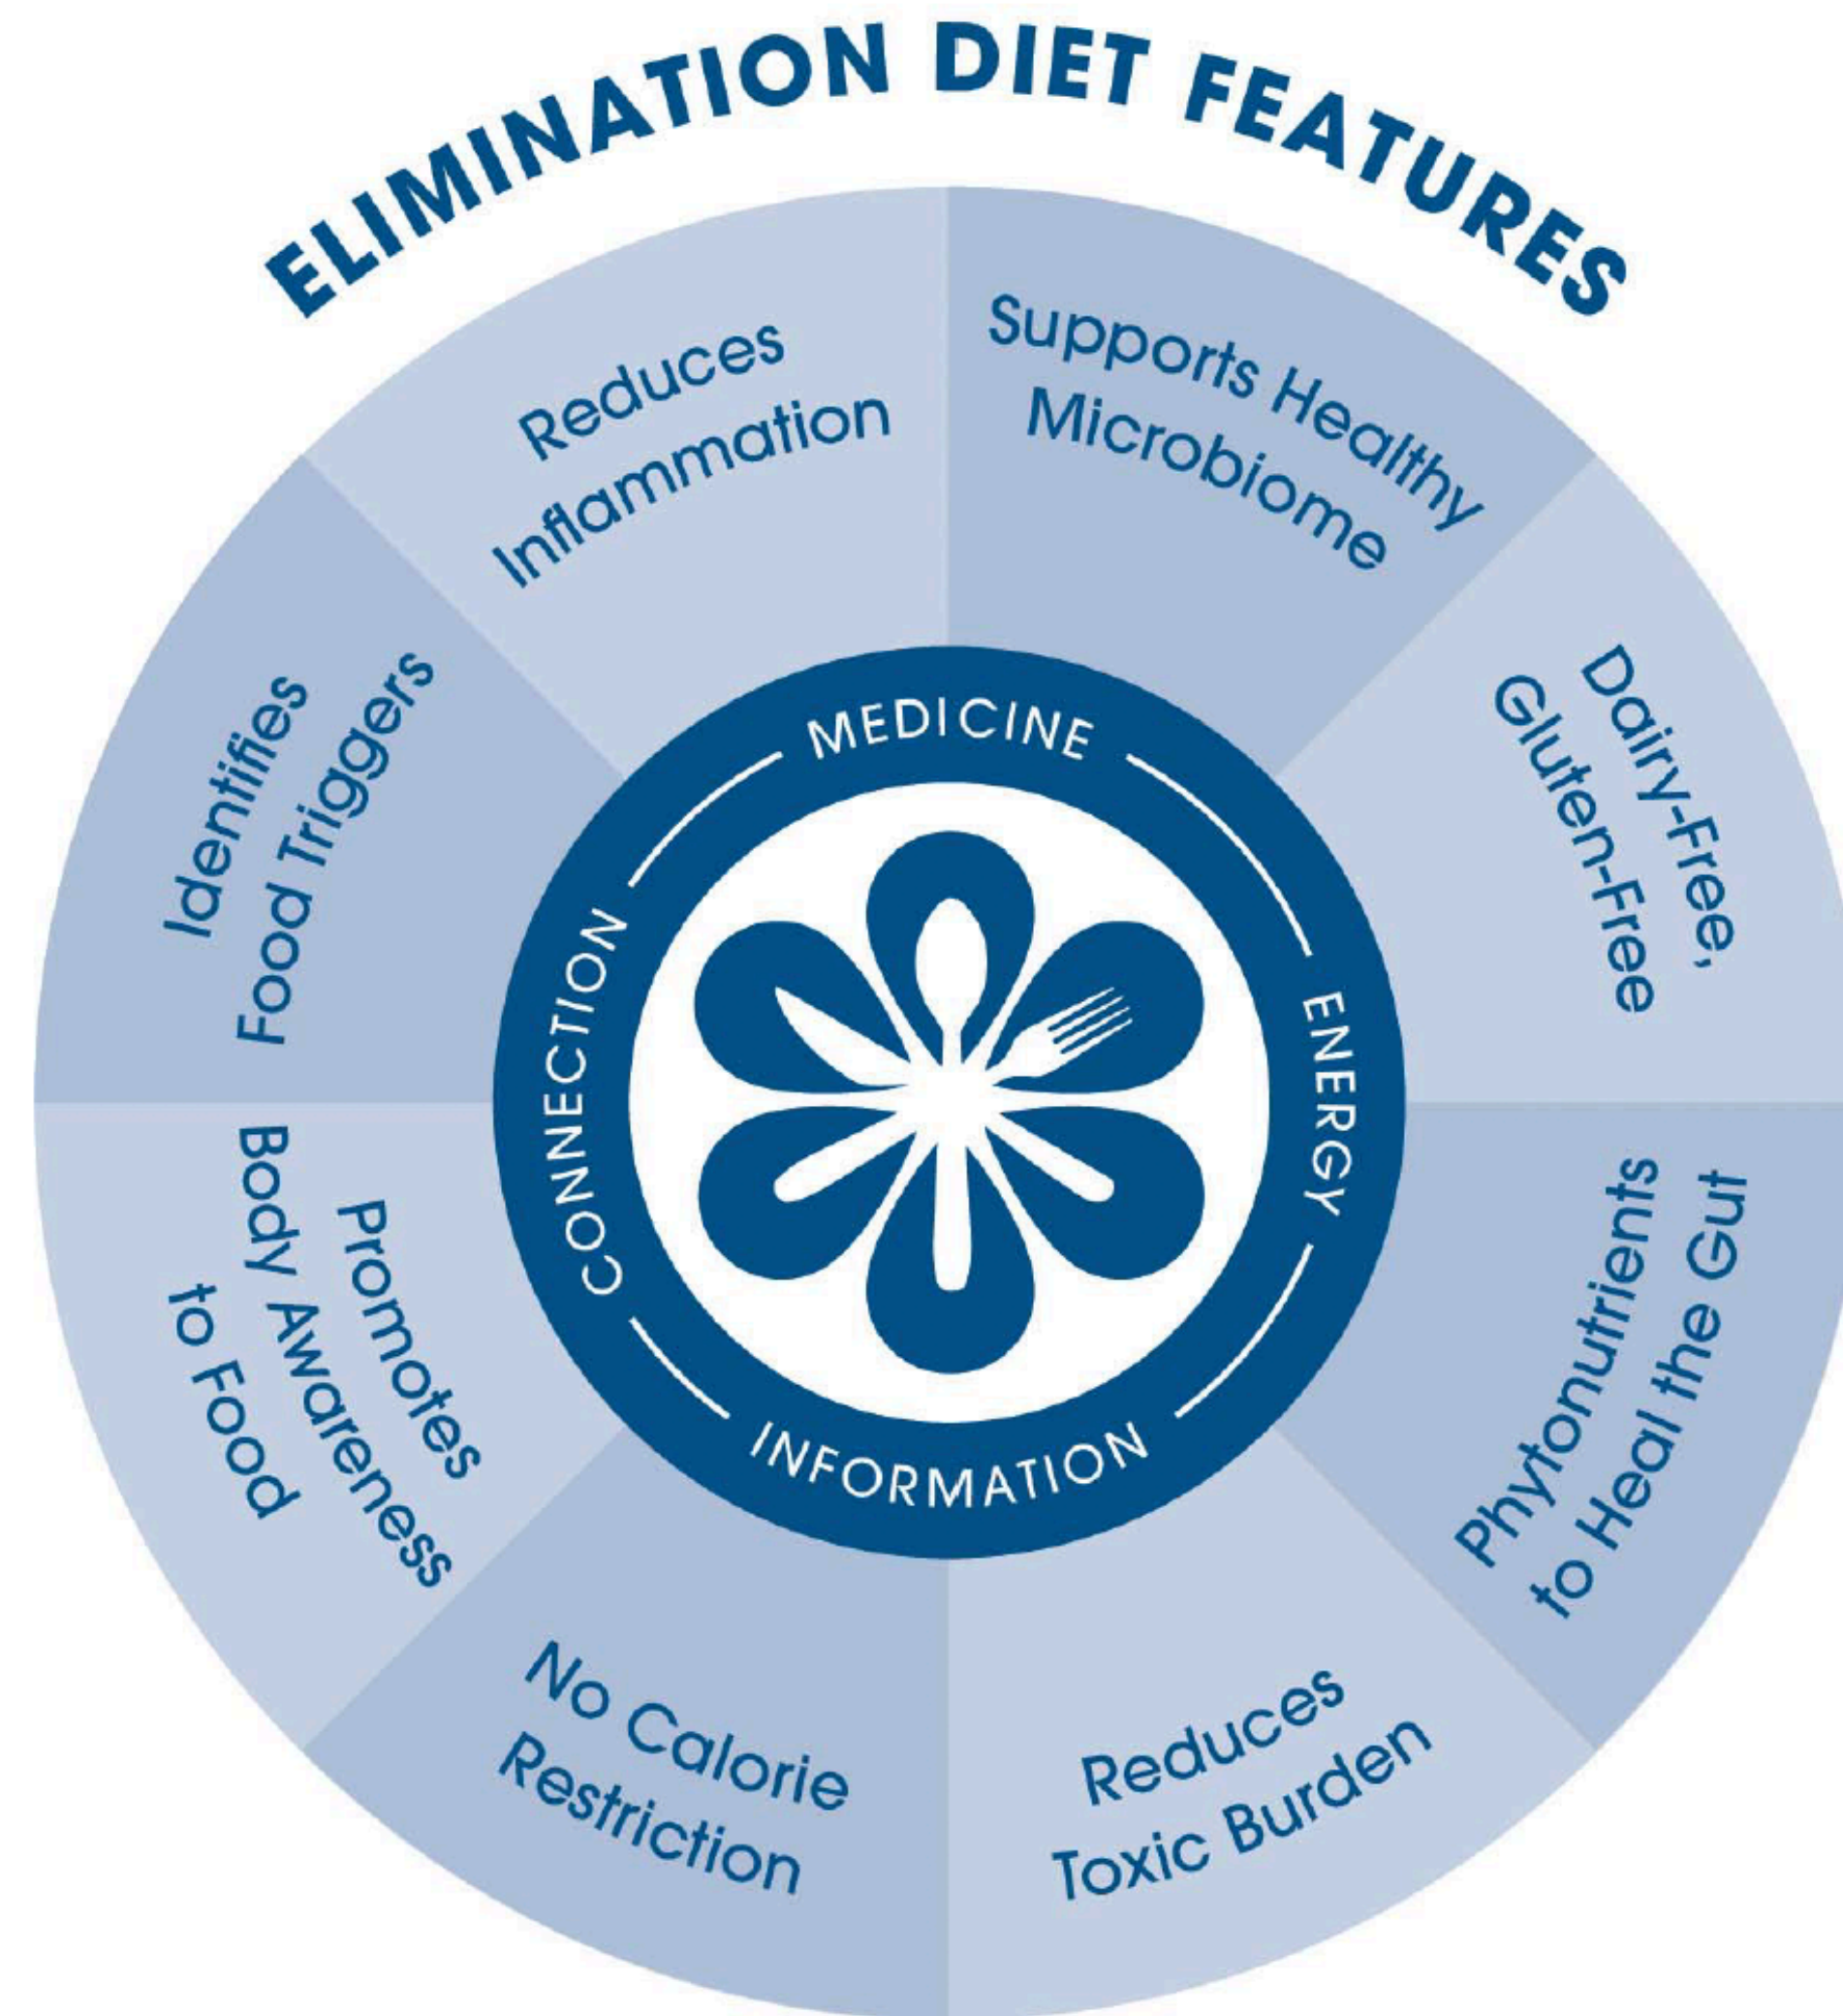 ELIMINATION DIET FEATURES
Supports Healthy
Microbiome
Dairy-Free,
Gluten-Free
Phytonutrients
to Heal the Gut
Reduces
Toxic Burden
No Calorie
Restriction
Promotes
Body Awareness
to Food
Identifies
Food Triggers
Reduces
Inflammation
MEDICINE
ENERGY
INFORMATION
CONNECTION